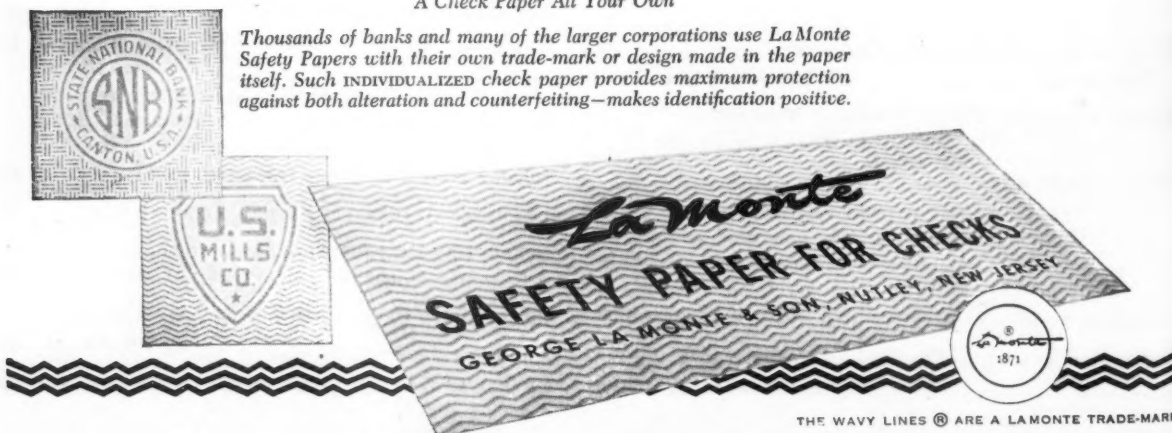 A Check Paper All Your Own
Thousands of banks and many of the larger corporations use La Monte
Safety Papers with their own trade-mark or design made in the paper
itself. Such INDIVIDUALIZED check paper provides maximum protection
against both alteration and counterfeiting—makes identification positive.
STATE NATIONAL BANK
SNB
CANTON, U.S.A.
U.S.
MILLS
CO.
La Monte
SAFETY PAPER FOR CHECKS
GEORGE LA MONTE & SON, NUTLEY, NEW JERSEY
®
La Monte
1871
THE WAVY LINES ® ARE A LAMONTE TRADE-MARK